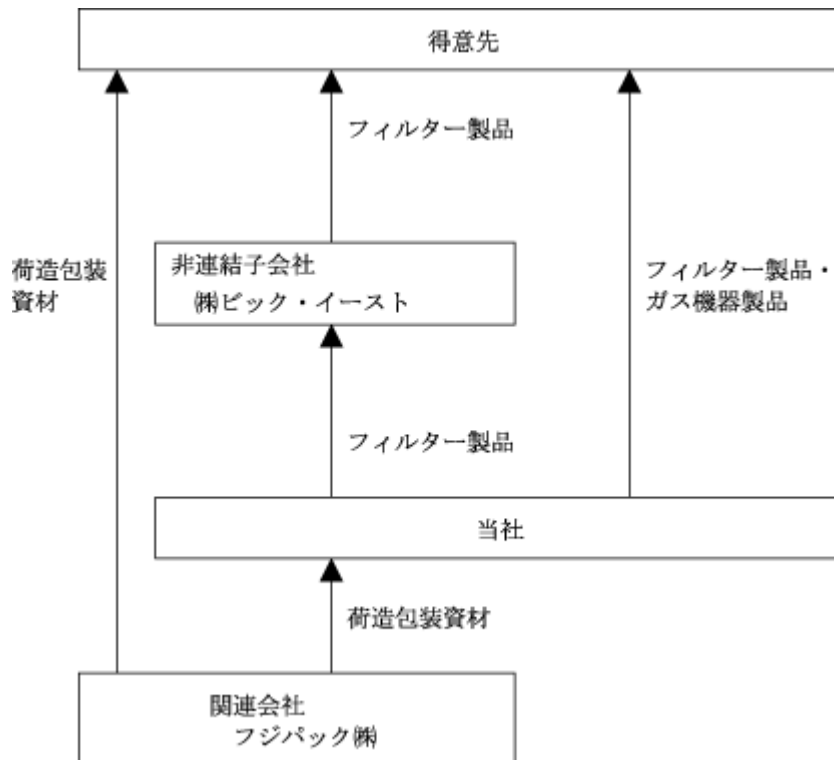 得意先
フィルター製品
荷造包装
資材
非連結子会社
㈱ビック・イースト
フィルター製品・
ガス機器製品
フィルター製品
当社
荷造包装資材
関連会社
フジパック㈱